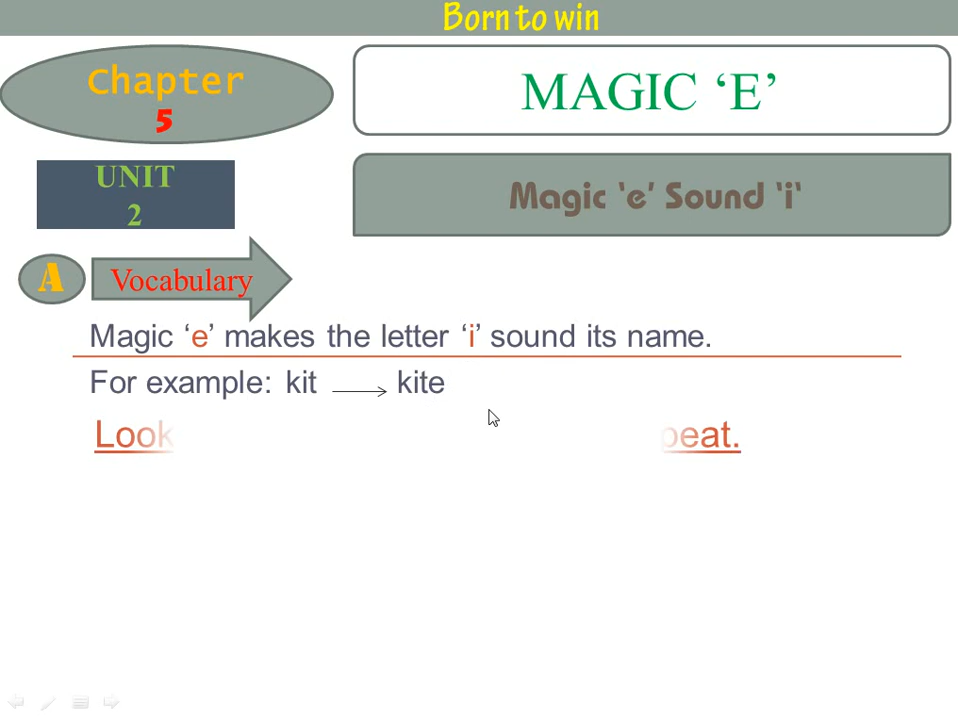 Born to win
Chapter
5
MAGIC ‘E’
UNIT
2
Magic ‘e’ Sound ‘i‘
A
Vocabulary
Magic ‘e’ makes the letter ‘i’ sound its name.
For example: kit → kite
Look